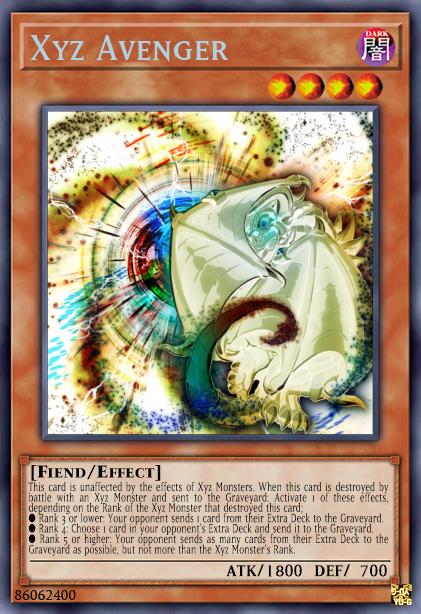 XYZ AVENGER
DARK
闇
[FIEND/EFFECT]
This card is unaffected by the effects of Xyz Monsters. When this card is destroyed by
battle with an Xyz Monster and sent to the Graveyard: Activate 1 of these effects,
depending on the Rank of the Xyz Monster that destroyed this card:
● Rank 3 or lower: Your opponent sends 1 card from their Extra Deck to the Graveyard.
● Rank 4: Choose 1 card in your opponent's Extra Deck and send it to the Graveyard.
● Rank 5 or higher: Your opponent sends as many cards from their Extra Deck to the
Graveyard as possible, but not more than the Xyz Monster's Rank.
ATK/1800 DEF/ 700
86062400